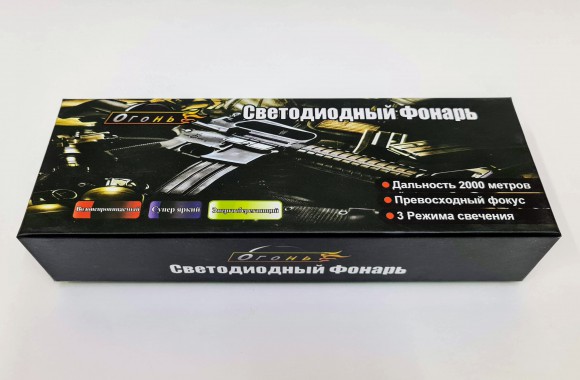 Огонь
Светодиодный Фонарь
Дальность 2000 метров
Превосходный фокус
3 Режима свечения
Супер яркий
Огонь
Светодиодный Фонарь